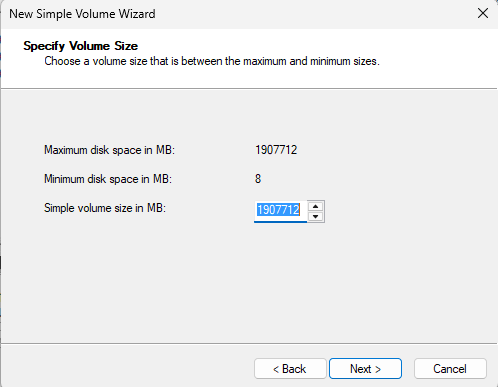 New Simple Volume Wizard
Specify Volume Size
Choose a volume size that is between the maximum and minimum sizes.
Maximum disk space in MB: 1907712
Minimum disk space in MB: 8
Simple volume size in MB: 1907712
< Back Next > Cancel